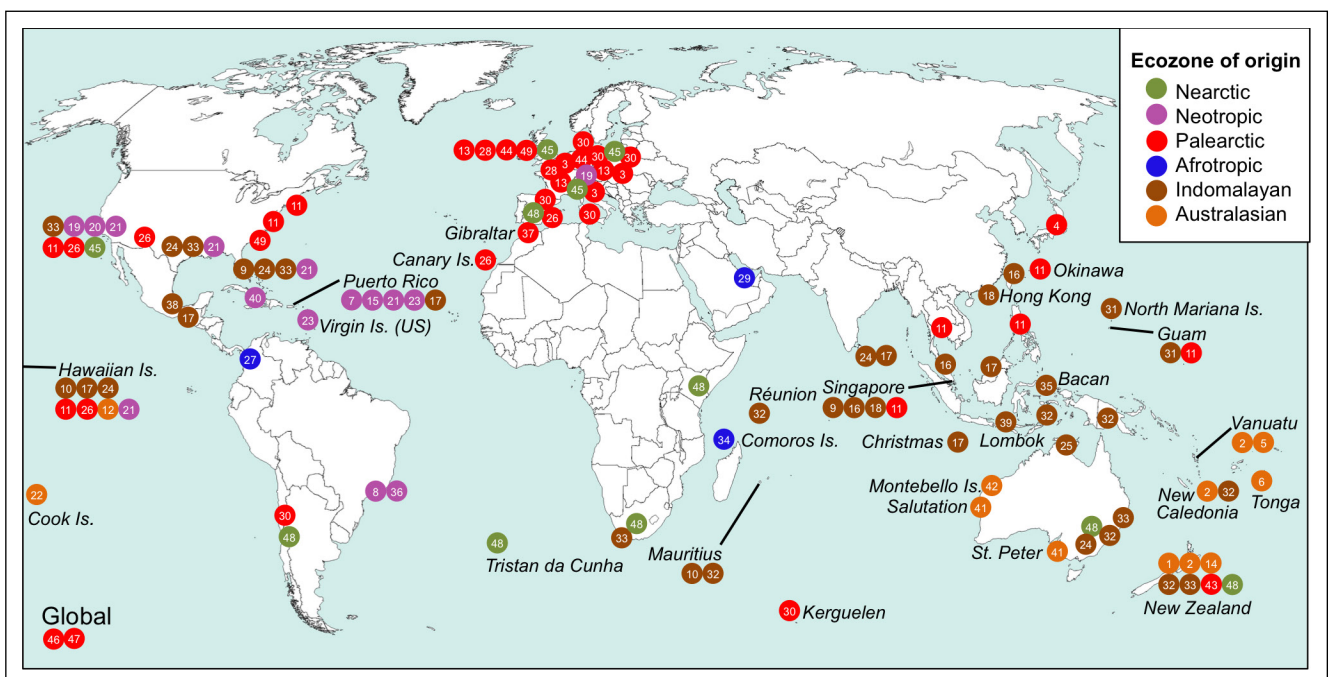 Ecozone of origin
Nearctic
Neotropic
Palearctic
Afrotropic
Indomalayan
Australasian
13 28 44 49 45
30
3 44 30 45 30
28 19 13 3
13 45 3
30
48 26 30
Gibraltar 37
Canary Is. 26
11
11
49
33 19 20 21
11 26 45
26
24 33 21
9 24 33 21
Puerto Rico
7 15 21 23 17
40
23 Virgin Is. (US)
38
17
27
Hawaiian Is.
10 17 24
11 26 12 21
22
Cook Is.
8 36
30
48
29
4
16 11 Okinawa
18 Hong Kong
31 North Mariana Is.
Guam
31 11
11
11
24 17
16
17
35 Bacan
48
Réunion
32
Singapore
9 16 18 11
39 32 32
Lombok
25
34 Comoros Is.
Christmas 17
Vanuatu
2 5
Montebello Is. 42
Salutation 41
New
Caledonia
2 32
6
Tonga
48
33
48
33
32
24
St. Peter 41
48
Tristan da Cunha
Mauritius
10 32
1 2 14
32 33 43 48
New Zealand
30 Kerguelen
Global
46 47